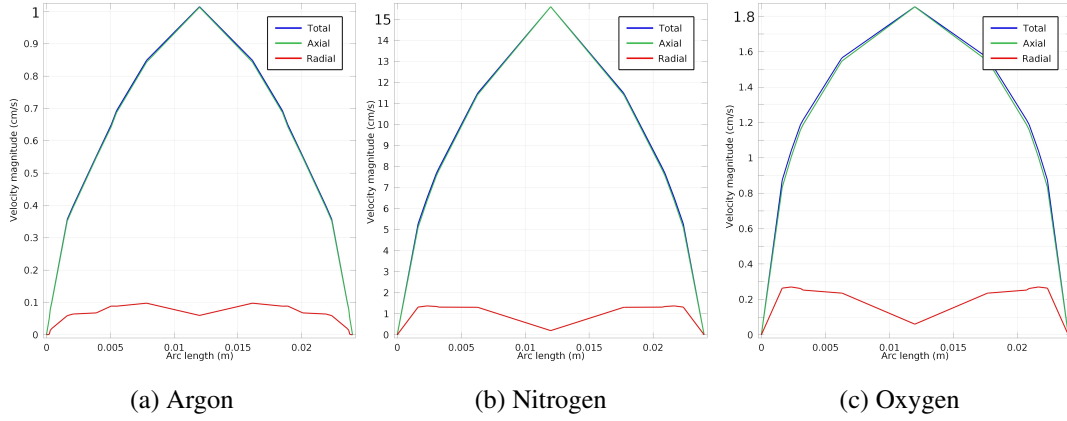 Velocity magnitude (cm/s)
1
0.9
0.8
0.7
0.6
0.5
0.4
0.3
0.2
0.1
0
Total
Axial
Radial
0 0.005 0.01 0.015 0.02
Arc length (m)
(a) Argon
Velocity magnitude (cm/s)
15
13
12
11
10
9
8
7
6
5
4
3
2
1
0
Total
Axial
Radial
0 0.005 0.01 0.015 0.02
Arc length (m)
(b) Nitrogen
Velocity magnitude (cm/s)
1.8
1.6
1.4
1.2
1
0.8
0.6
0.4
0.2
0
Total
Axial
Radial
0 0.005 0.01 0.015 0.02
Arc length (m)
(c) Oxygen